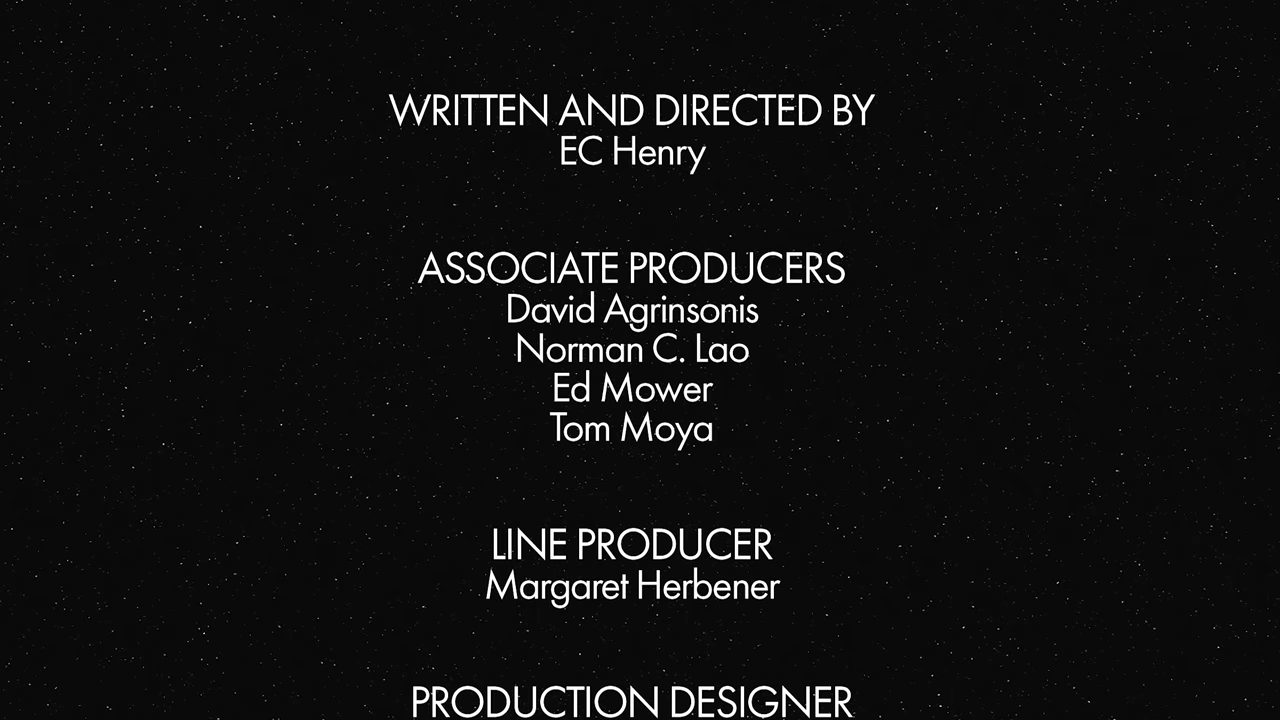 WRITTEN AND DIRECTED BY
EC Henry
ASSOCIATE PRODUCERS
David Agrinsonis
Norman C. Lao
Ed Mower
Tom Moya
LINE PRODUCER
Margaret Herbener
PRODUCTION DESIGNER